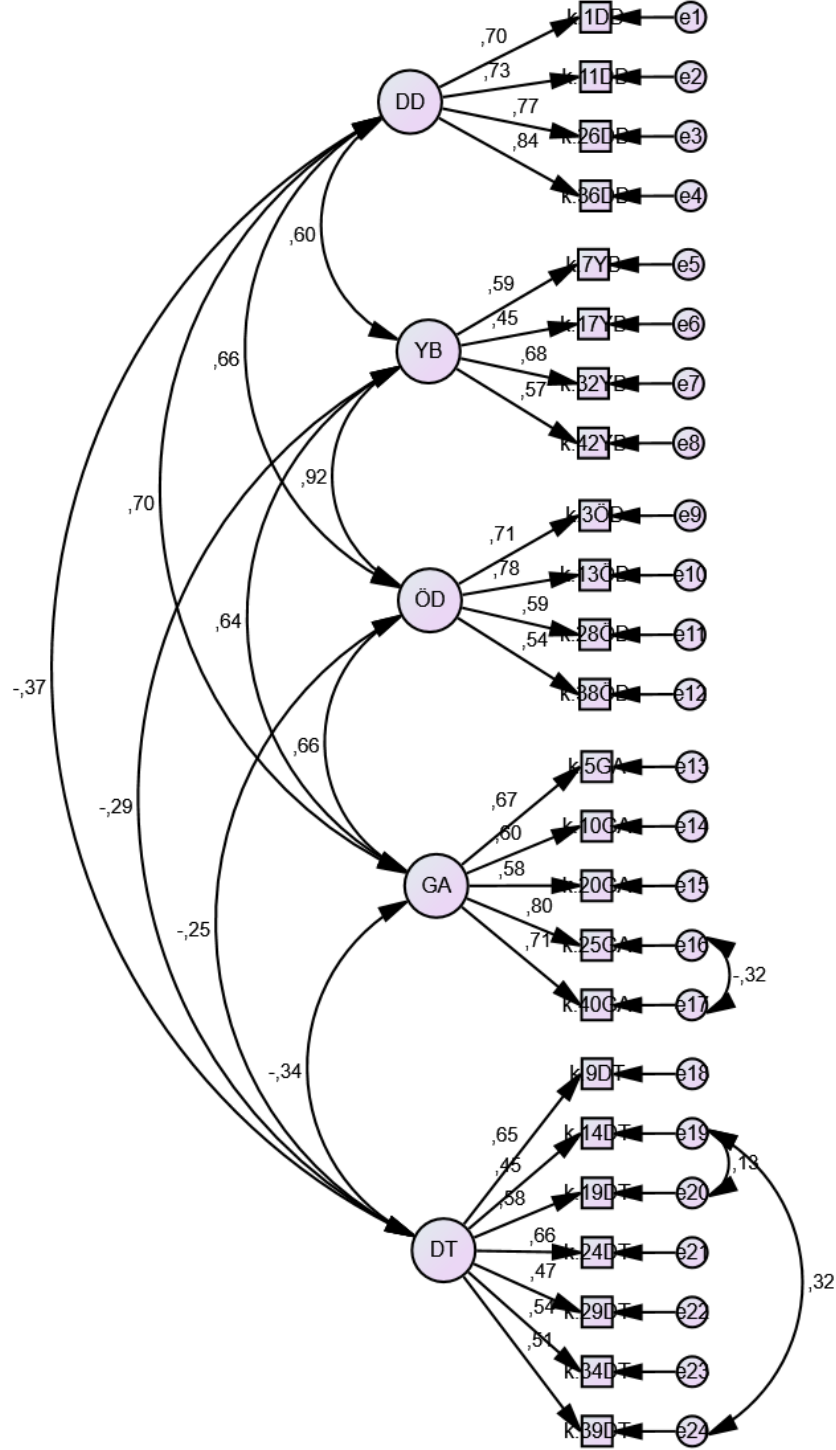 ,70
k.1DD
e1
,73
k.11DD
e2
DD
,77
k.26DD
e3
,84
k.36DD
e4
,60
k.7YB
e5
,59
,45
k.17YB
e6
YB
,68
k.32YB
e7
,66
,57
k.42YB
e8
,92
,70
k.3ÖD
e9
,71
,78
k.13ÖD
e10
ÖD
,59
k.28ÖD
e11
,64
,54
k.38ÖD
e12
-,37
,66
k.5GA
e13
-,29
,67
k.10GA
e14
,60
,58
k.20GA
e15
GA
,80
-,25
,71
k.25GA
e16
-,32
k.40GA
e17
-,34
k.9DT
e18
,65
k.14DT
e19
,45
,13
,58
k.19DT
e20
DT
,66
k.24DT
e21
,47
,32
,54
k.29DT
e22
,51
k.34DT
e23
k.39DT
e24